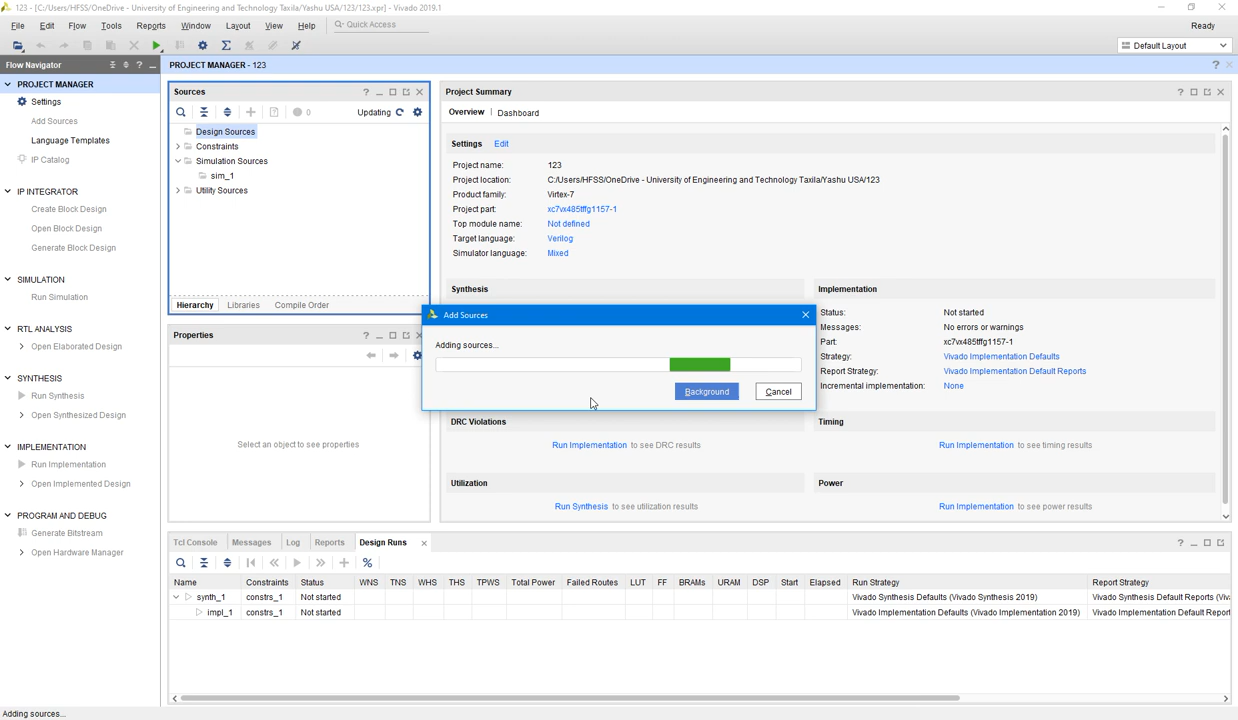 123 - [C:/Users/HFSS/OneDrive - University of Engineering and Technology Taxila/Yashu USA/123/123.xpr] - Vivado 2019.1
File Edit Flow Tools Reports Window Layout View Help Quick Access Ready
Default Layout
Flow Navigator
PROJECT MANAGER
Settings
Add Sources
Language Templates
IP Catalog
IP INTEGRATOR
Create Block Design
Open Block Design
Generate Block Design
SIMULATION
Run Simulation
RTL ANALYSIS
Open Elaborated Design
SYNTHESIS
Run Synthesis
Open Synthesized Design
IMPLEMENTATION
Run Implementation
Open Implemented Design
PROGRAM AND DEBUG
Generate Bitstream
Open Hardware Manager
PROJECT MANAGER - 123
Sources
0 Updating
Design Sources
Constraints
Simulation Sources
sim_1
Utility Sources
Hierarchy Libraries Compile Order
Properties
Select an object to see properties
Project Summary
Overview Dashboard
Settings Edit
Project name: 123
Project location: C:/Users/HFSS/OneDrive - University of Engineering and Technology Taxila/Yashu USA/123
Product family: Virtex-7
Project part: xc7vx485tffg1157-1
Top module name: Not defined
Target language: Verilog
Simulator language: Mixed
Synthesis
Implementation
Status: Not started
Messages: No errors or warnings
Part: xc7vx485tffg1157-1
Strategy: Vivado Implementation Defaults
Report Strategy: Vivado Implementation Default Reports
Incremental implementation: None
Add Sources
Adding sources...
Background Cancel
DRC Violations
Run Implementation to see DRC results
Timing
Run Implementation to see timing results
Utilization
Run Synthesis to see utilization results
Power
Run Implementation to see power results
Tcl Console Messages Log Reports Design Runs
Name Constraints Status WNS TNS WHS THS TPWS Total Power Failed Routes LUT FF BRAMs URAM DSP Start Elapsed Run Strategy Report Strategy
synth_1 constrs_1 Not started Vivado Synthesis Defaults (Vivado Synthesis 2019) Vivado Synthesis Default Reports (Viva
impl_1 constrs_1 Not started Vivado Implementation Defaults (Vivado Implementation 2019) Vivado Implementation Default Report
Adding sources...